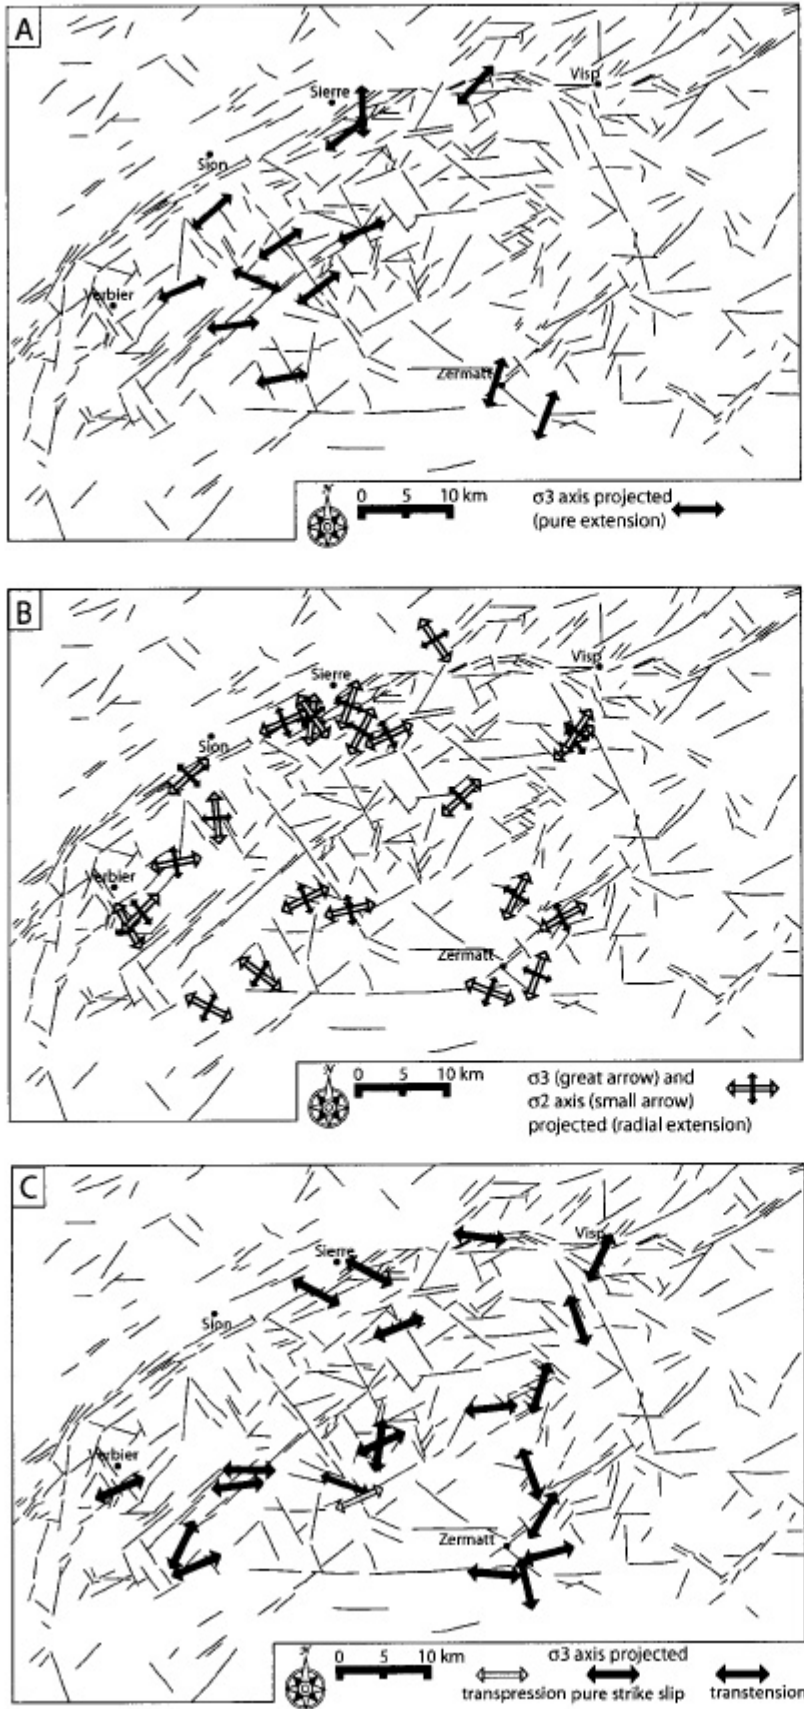 A
Visp
Sierre
Sion
Verbier
Zermatt
N
0 5 10 km
σ3 axis projected
(pure extension)
B
Visp
Sierre
Sion
Verbier
Zermatt
N
0 5 10 km
σ3 (great arrow) and
σ2 axis (small arrow)
projected (radial extension)
C
Visp
Sierre
Sion
Verbier
Zermatt
N
0 5 10 km
σ3 axis projected
transpression pure strike slip transtension